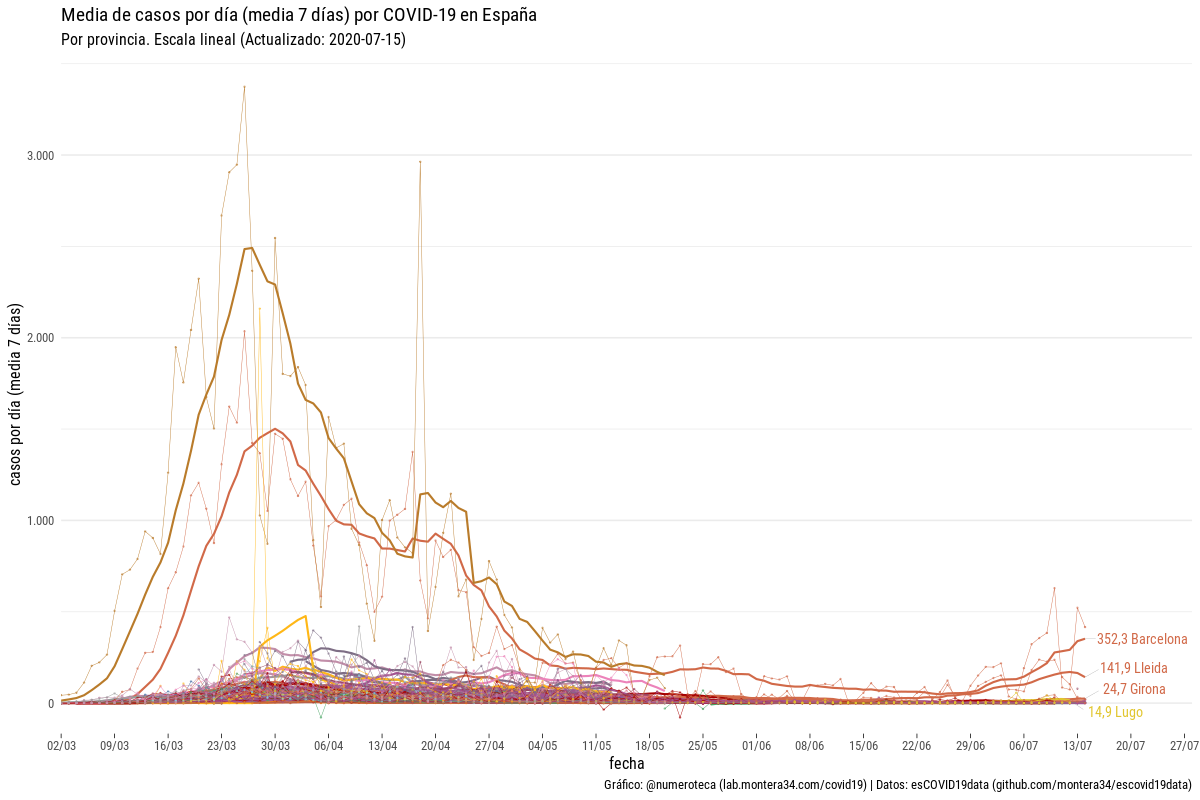 Media de casos por día (media 7 días) por COVID-19 en España
Por provincia. Escala lineal (Actualizado: 2020-07-15)
casos por día (media 7 días)
3.000
2.000
1.000
0
352,3 Barcelona
141,9 Lleida
24,7 Girona
14,9 Lugo
02/03 09/03 16/03 23/03 30/03 06/04 13/04 20/04 27/04 04/05 11/05 18/05 25/05 01/06 08/06 15/06 22/06 29/06 06/07 13/07 20/07 27/07
fecha
Gráfico: @numeroteca (lab.montera34.com/covid19) | Datos: esCOVID19data (github.com/montera34/escovid19data)